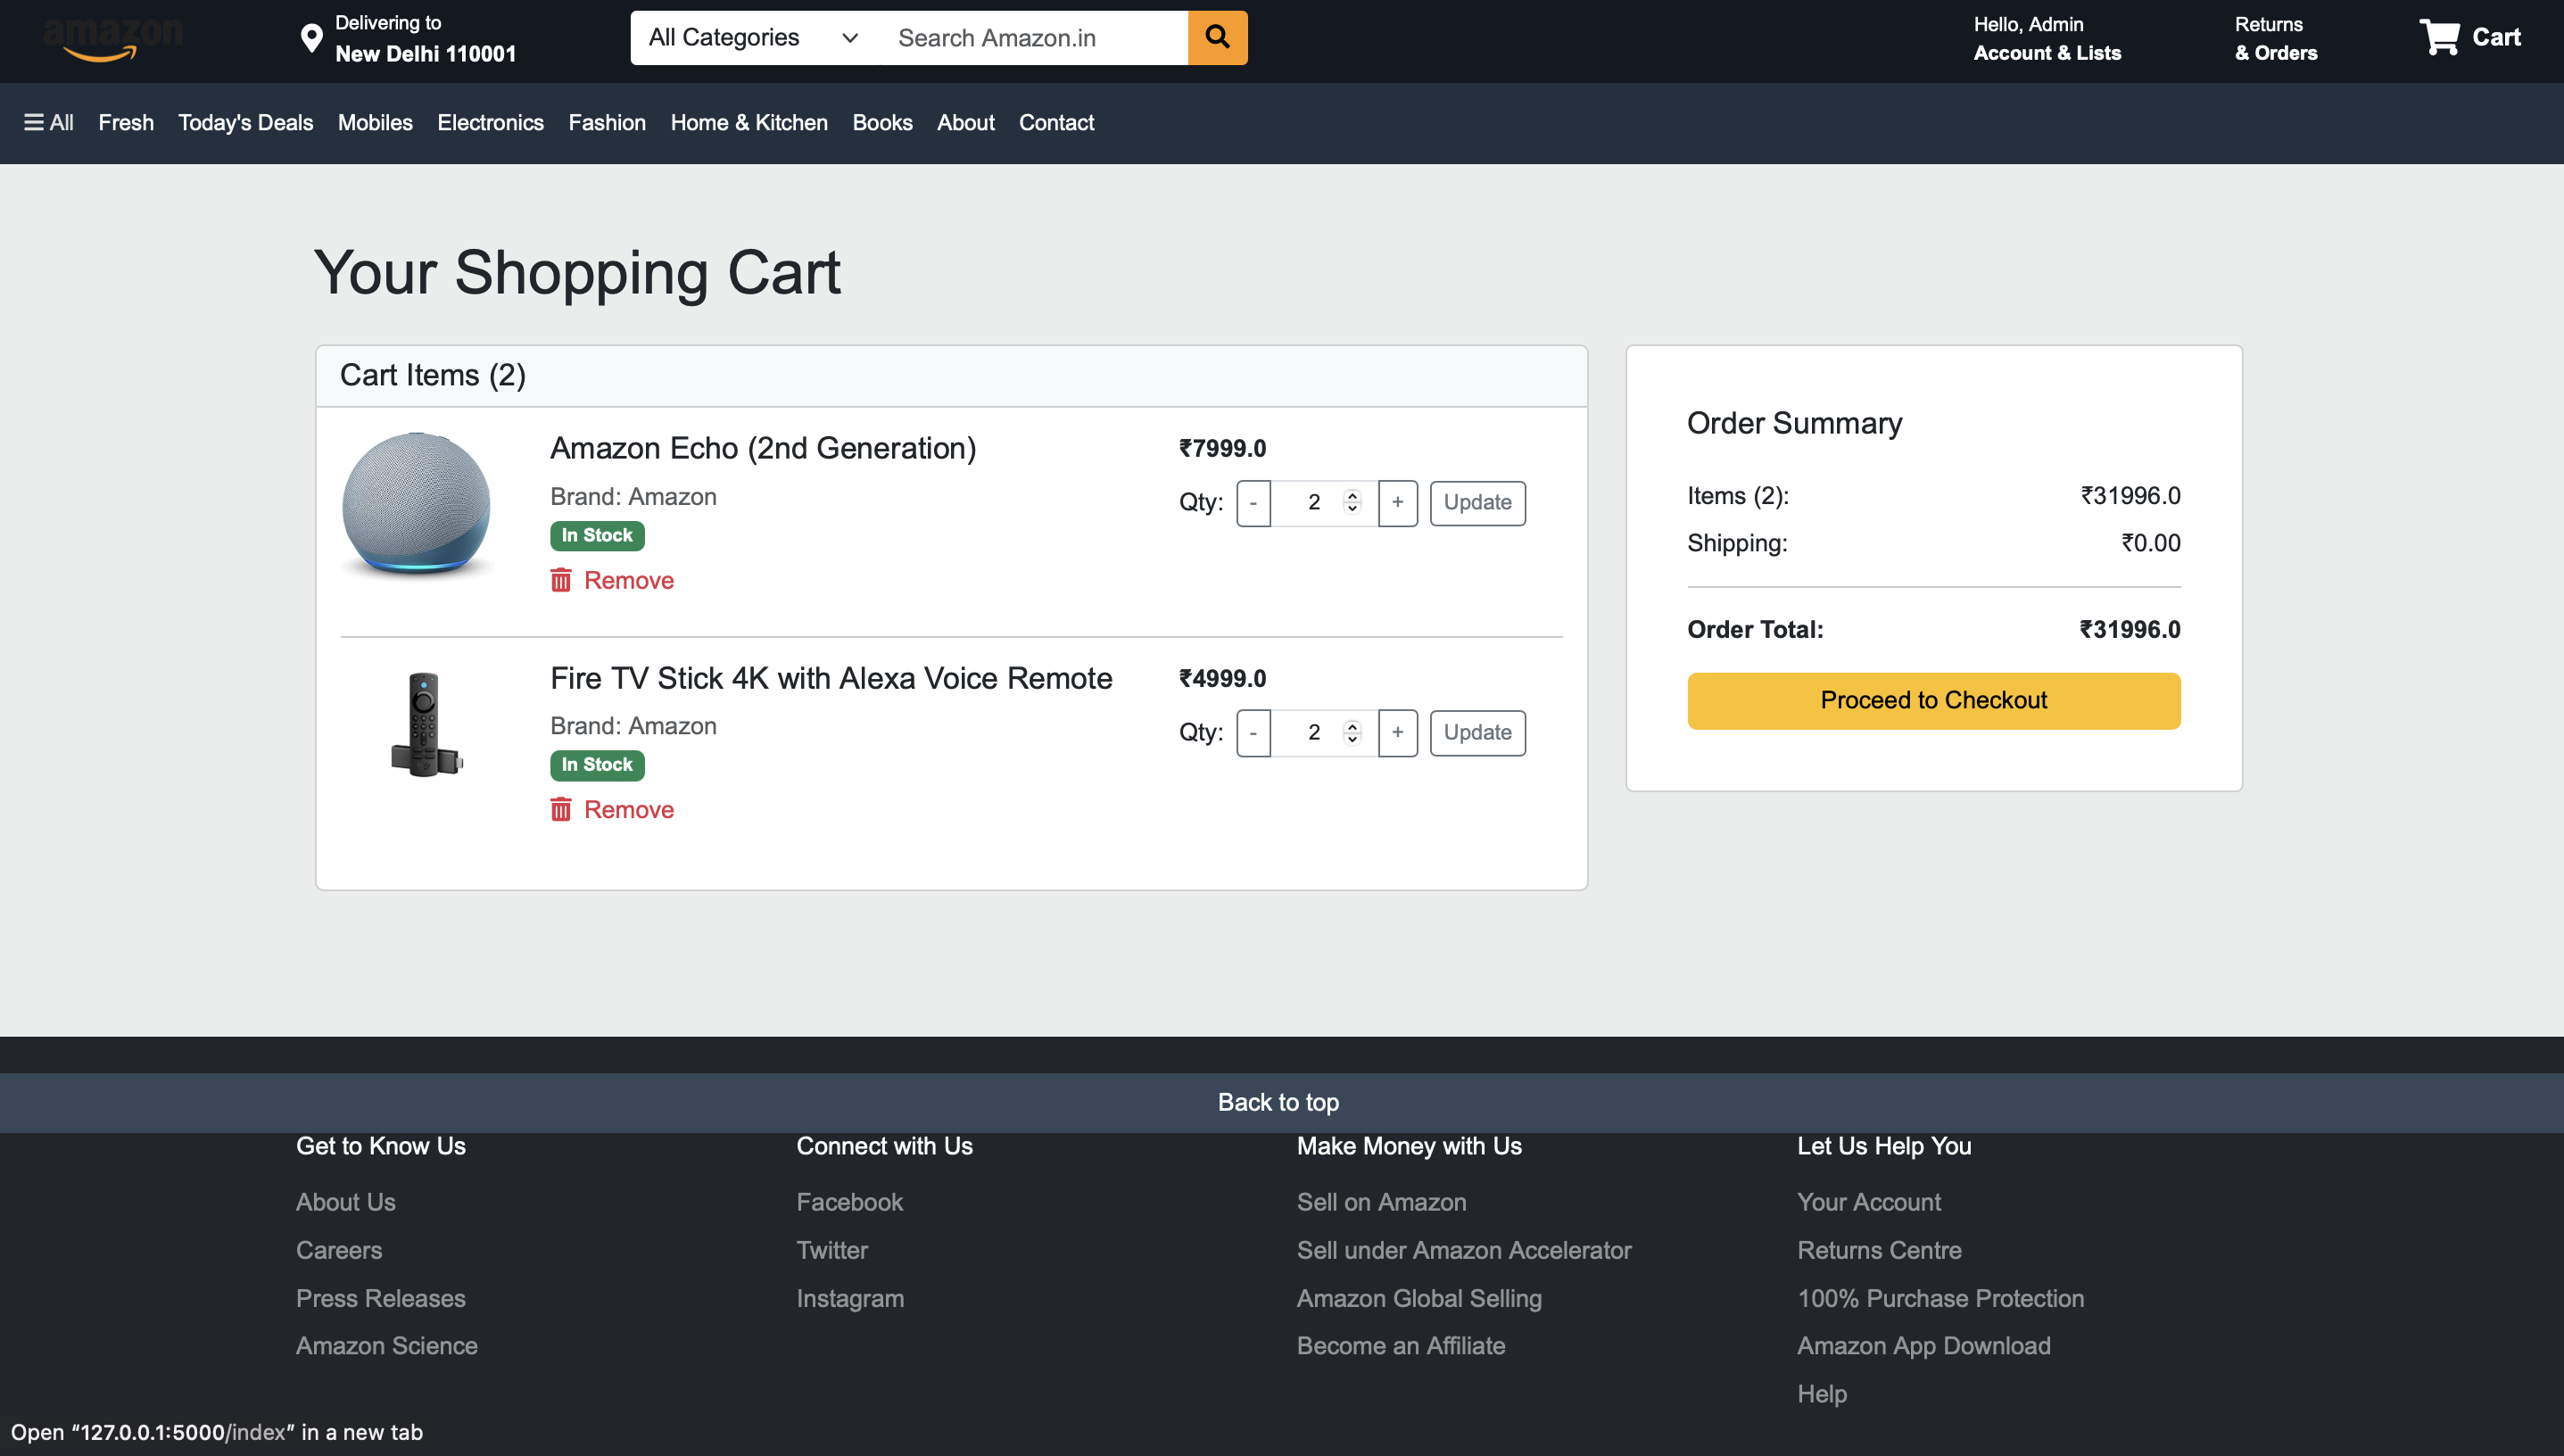 amazon
Delivering to
New Delhi 110001
All Categories
Search Amazon.in
Hello, Admin
Account & Lists
Returns
& Orders
Cart
All Fresh Today's Deals Mobiles Electronics Fashion Home & Kitchen Books About Contact
Your Shopping Cart
Cart Items (2)
Amazon Echo (2nd Generation)
Brand: Amazon
In Stock
Remove
₹7999.0
Qty: - 2 + Update
Fire TV Stick 4K with Alexa Voice Remote
Brand: Amazon
In Stock
Remove
₹4999.0
Qty: - 2 + Update
Order Summary
Items (2): ₹31996.0
Shipping: ₹0.00
Order Total: ₹31996.0
Proceed to Checkout
Back to top
Get to Know Us
About Us
Careers
Press Releases
Amazon Science
Connect with Us
Facebook
Twitter
Instagram
Make Money with Us
Sell on Amazon
Sell under Amazon Accelerator
Amazon Global Selling
Become an Affiliate
Let Us Help You
Your Account
Returns Centre
100% Purchase Protection
Amazon App Download
Help
Open “127.0.0.1:5000/index” in a new tab